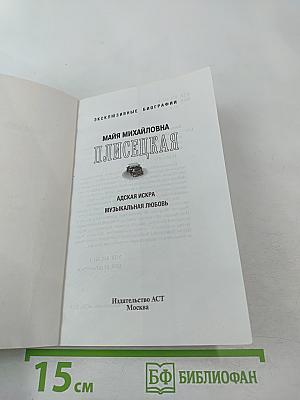 ЭКСКЛЮЗИВНЫЕ БИОГРАФИИ
МАЙЯ МИХАЙЛОВНА
ПЛИСЕЦКАЯ
АДСКАЯ ИСКРА
МУЗЫКАЛЬНАЯ ЛЮБОВЬ
Издательство АСТ
Москва
15 см
БФ БИБЛИОФАН